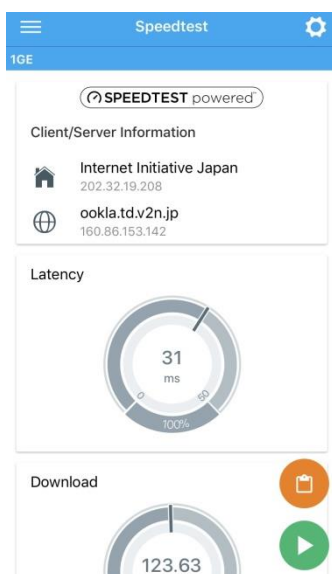 Speedtest
1GE
SPEEDTEST powered
Client/Server Information
Internet Initiative Japan
202.32.19.208
ookla.td.v2n.jp
160.86.153.142
Latency
31
ms
0
50
100%
Download
123.63